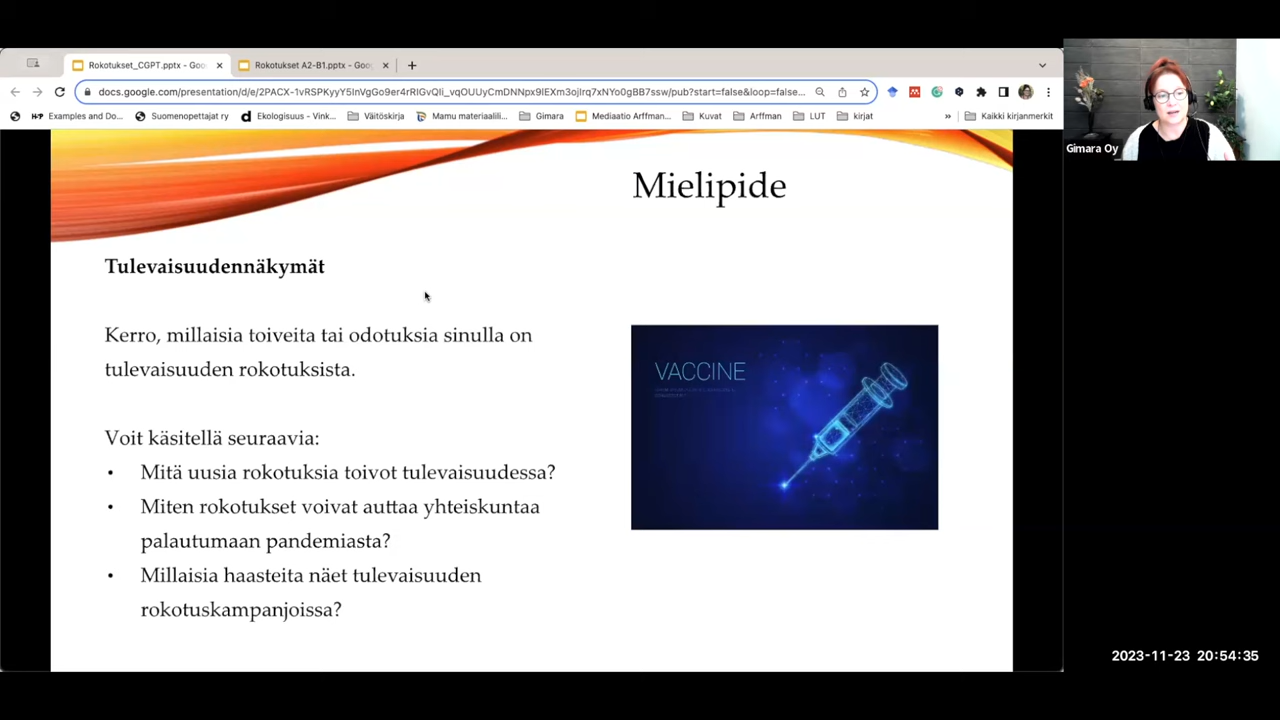 Rokotukset_CGPT.pptx - Goo
Rokotukset A2-B1.pptx - Goo
docs.google.com/presentation/d/e/2PACX-1vRSPKyyY5InVgGo9er4rRIGvQIi_vqOUUyCmDNNpx9IEXm3ojIrq7xNYo0gBB7ssw/pub?start=false&loop=false...
Examples and Do...
Suomenopettajat ry
Ekologisuus - Vink...
Väitöskirja
Mamu materiaalili...
Gimara
Mediaatio Arffman...
Kuvat
Arffman
LUT
kirjat
»
Kaikki kirjanmerkit
Gimara Oy
Mielipide
Tulevaisuudennäkymät
Kerro, millaisia toiveita tai odotuksia sinulla on
tulevaisuuden rokotuksista.
Voit käsitellä seuraavia:
• Mitä uusia rokotuksia toivot tulevaisuudessa?
• Miten rokotukset voivat auttaa yhteiskuntaa
palautumaan pandemiasta?
• Millaisia haasteita näet tulevaisuuden
rokotuskampanjoissa?
VACCINE
2023-11-23 20:54:35